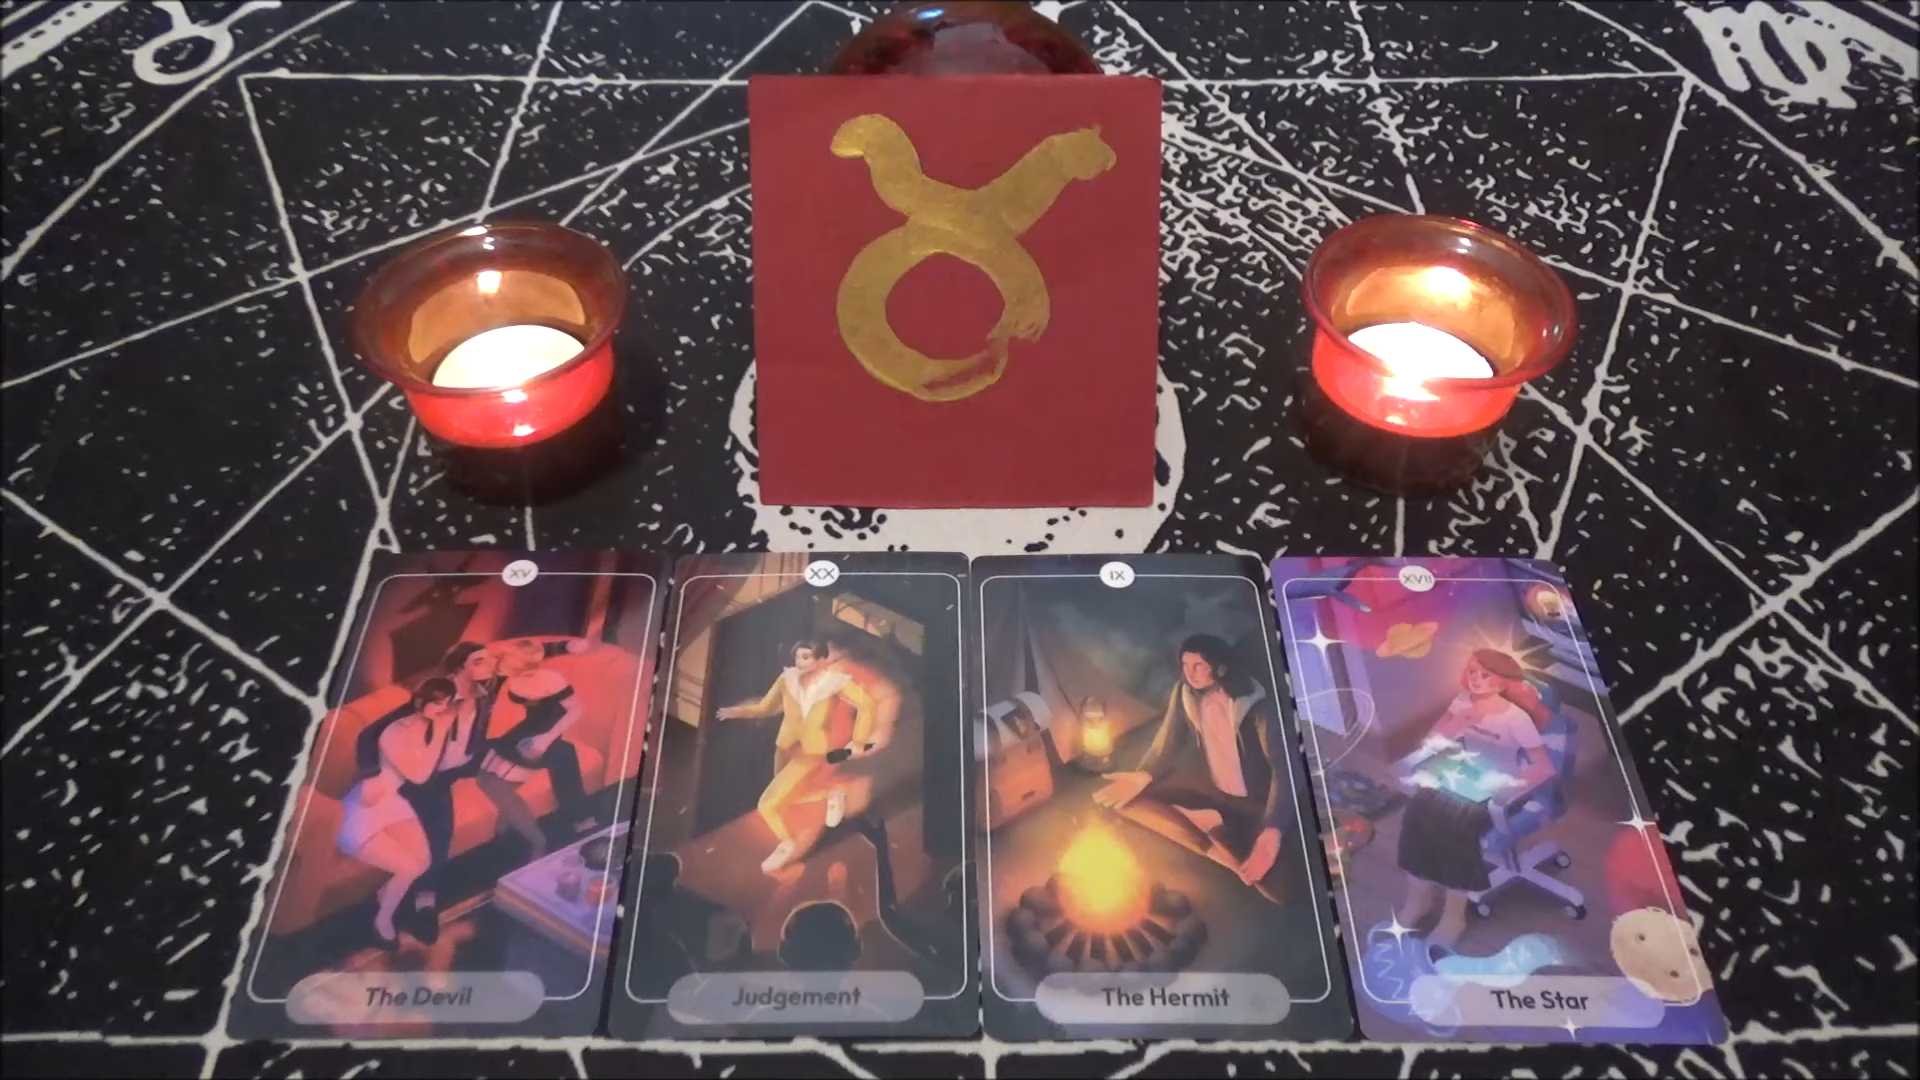 XV
XX
IX
XVII
The Devil
Judgement
The Hermit
The Star